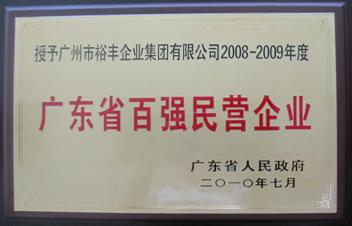 授予广州市裕丰企业集团有限公司2008-2009年度
广东省百强民营企业
广东省人民政府
二○一○年七月